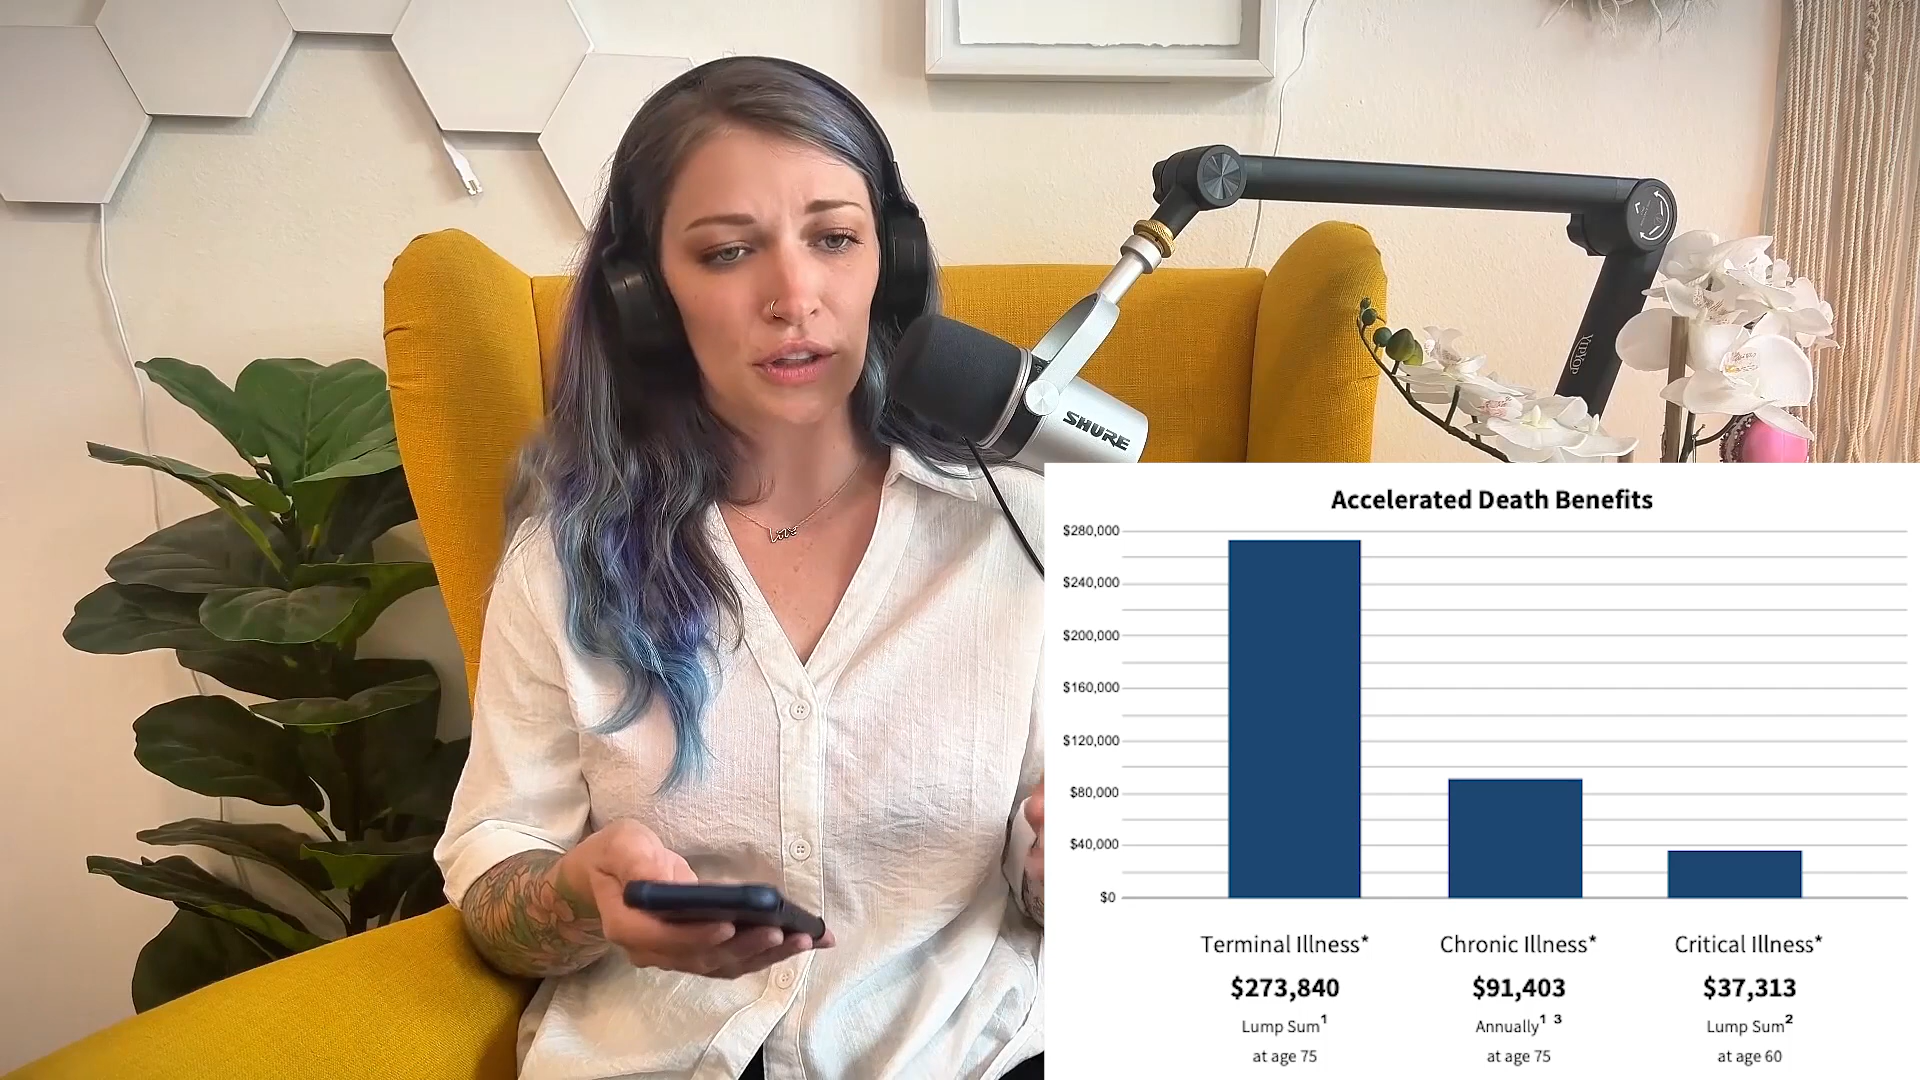 SHURE
YIPYOP
love
Accelerated Death Benefits
$280,000
$240,000
$200,000
$160,000
$120,000
$80,000
$40,000
$0
Terminal Illness* Chronic Illness* Critical Illness*
$273,840 $91,403 $37,313
Lump Sum¹ Annually¹ ³ Lump Sum²
at age 75 at age 75 at age 60